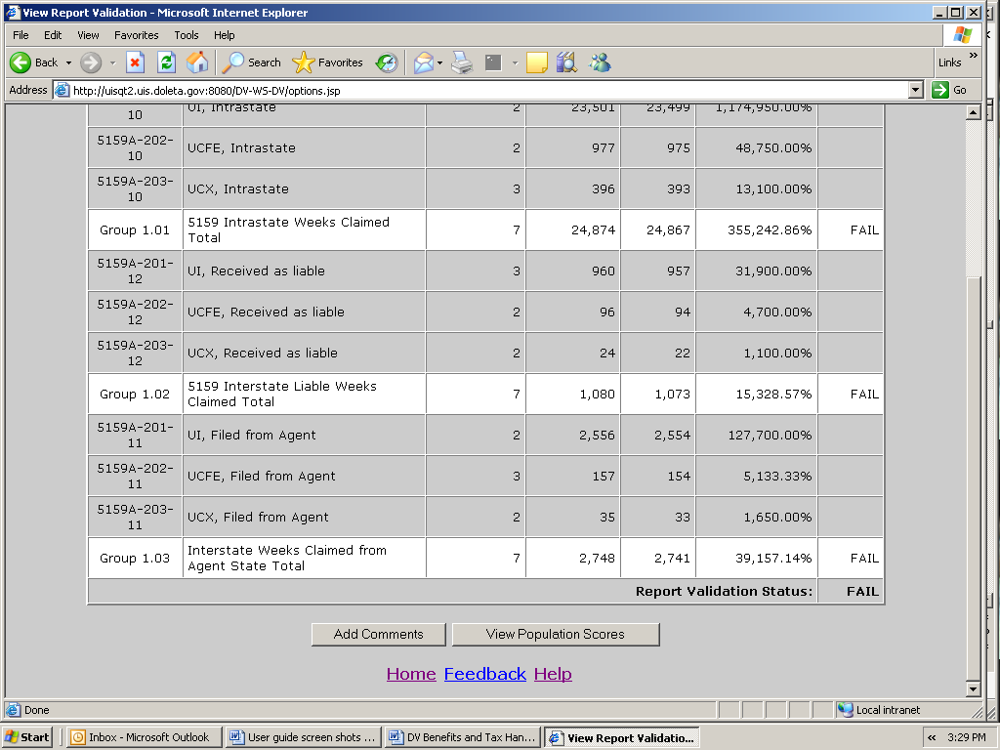 View Report Validation - Microsoft Internet Explorer
File Edit View Favorites Tools Help
Back Search Favorites Links »
Address http://uisqt2.uis.doleta.gov:8080/DV-WS-DV/options.jsp Go
10 UI, Intrastate 2 23,501 23,499 1,174,950.00%
5159A-202-
10 UCFE, Intrastate 2 977 975 48,750.00%
5159A-203-
10 UCX, Intrastate 3 396 393 13,100.00%
Group 1.01 5159 Intrastate Weeks Claimed
Total 7 24,874 24,867 355,242.86% FAIL
5159A-201-
12 UI, Received as liable 3 960 957 31,900.00%
5159A-202-
12 UCFE, Received as liable 2 96 94 4,700.00%
5159A-203-
12 UCX, Received as liable 2 24 22 1,100.00%
Group 1.02 5159 Interstate Liable Weeks
Claimed Total 7 1,080 1,073 15,328.57% FAIL
5159A-201-
11 UI, Filed from Agent 2 2,556 2,554 127,700.00%
5159A-202-
11 UCFE, Filed from Agent 3 157 154 5,133.33%
5159A-203-
11 UCX, Filed from Agent 2 35 33 1,650.00%
Group 1.03 Interstate Weeks Claimed from
Agent State Total 7 2,748 2,741 39,157.14% FAIL
Report Validation Status: FAIL
Add Comments View Population Scores
Home Feedback Help
Done Local intranet
Start Inbox - Microsoft Outlook User guide screen shots ... DV Benefits and Tax Han... View Report Validatio... « 3:29 PM